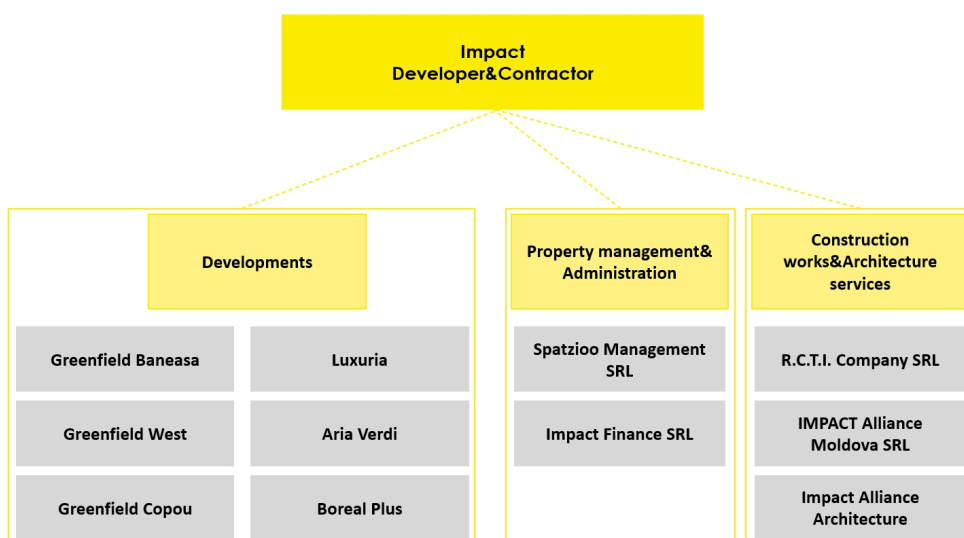 Impact
Developer&Contractor
Developments
Property management&
Administration
Construction
works&Architecture
services
Greenfield Baneasa
Luxuria
Spatzioo Management
SRL
R.C.T.I. Company SRL
Greenfield West
Aria Verdi
Impact Finance SRL
IMPACT Alliance
Moldova SRL
Greenfield Copou
Boreal Plus
Impact Alliance
Architecture